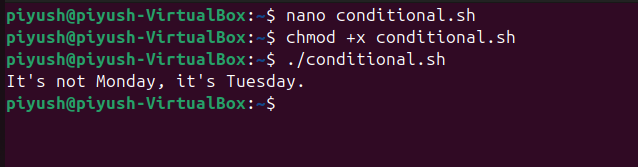 piyush@piyush-VirtualBox:~$ nano conditional.sh
piyush@piyush-VirtualBox:~$ chmod +x conditional.sh
piyush@piyush-VirtualBox:~$ ./conditional.sh
It's not Monday, it's Tuesday.
piyush@piyush-VirtualBox:~$